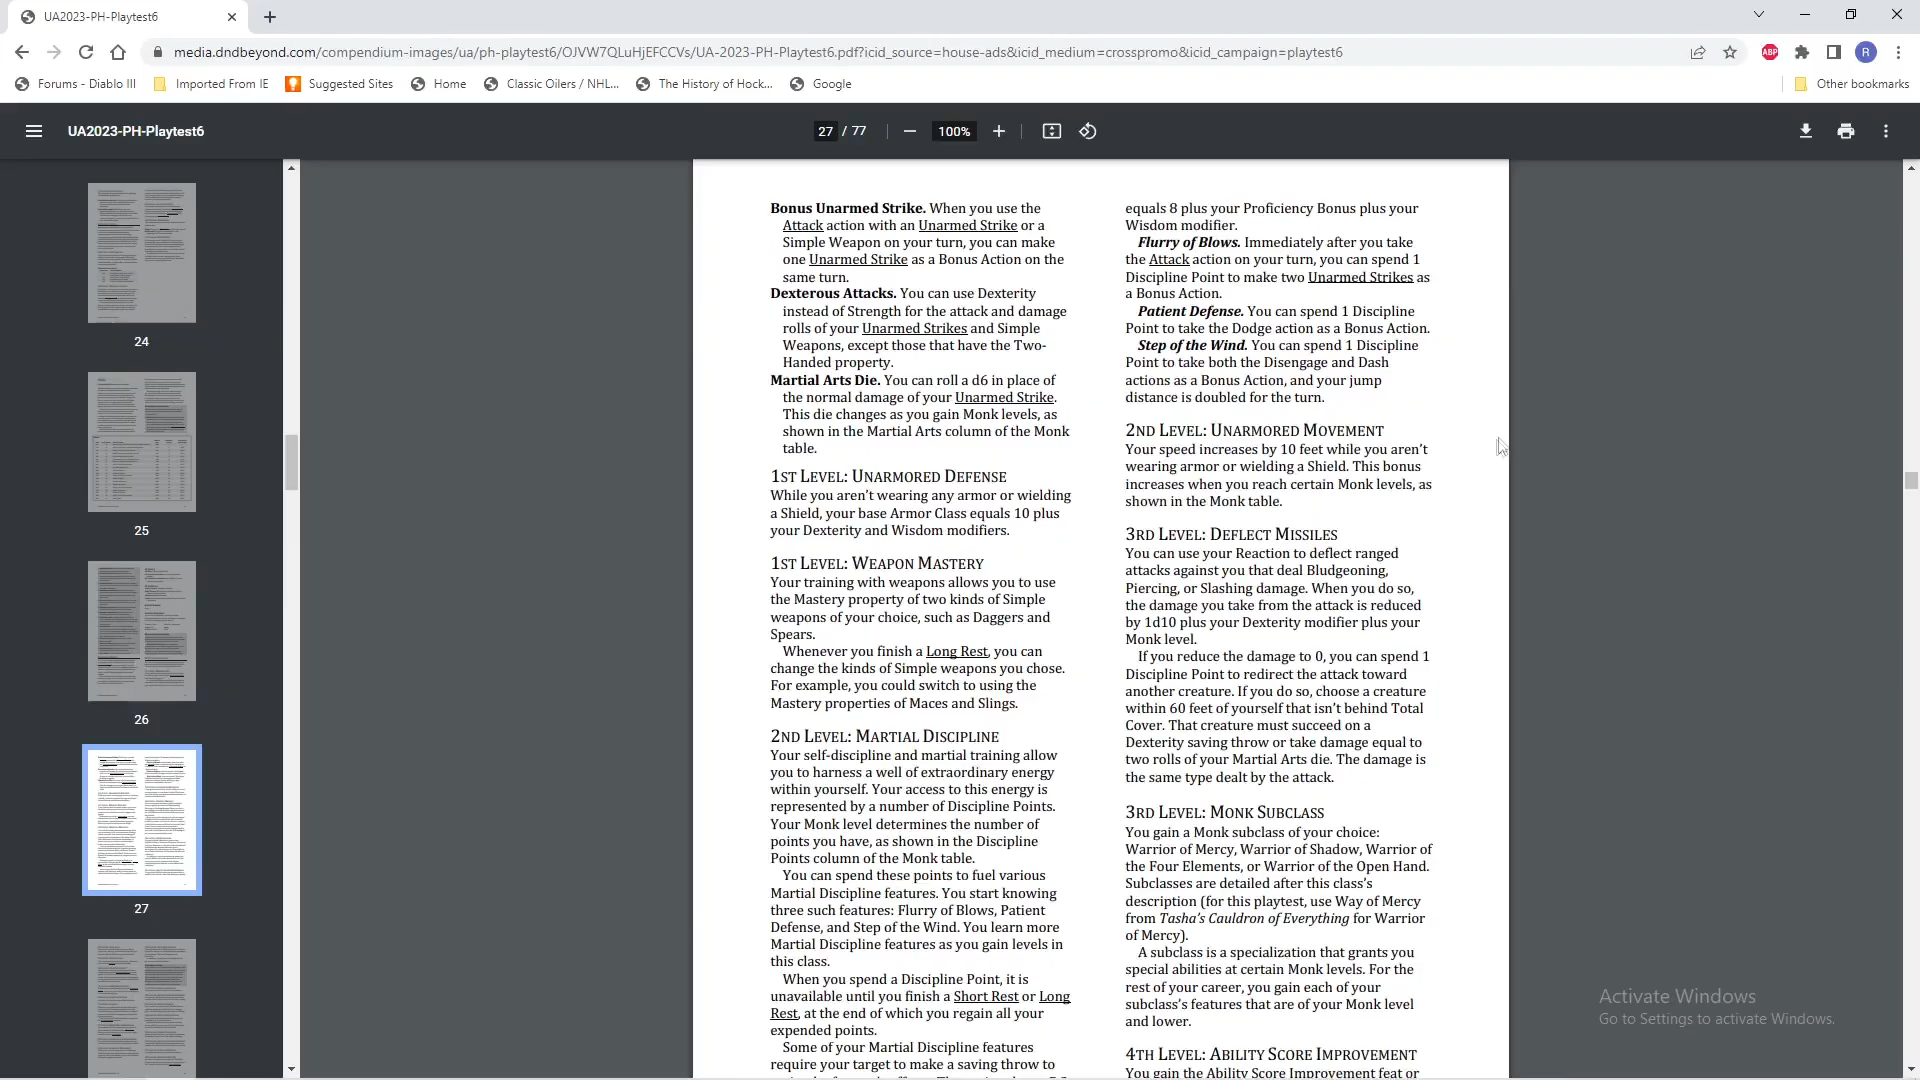 UA2023-PH-Playtest6
media.dndbeyond.com/compendium-images/ua/ph-playtest6/OJVW7QLuHjEFCCVs/UA-2023-PH-Playtest6.pdf?icid_source=house-ads&icid_medium=crosspromo&icid_campaign=playtest6
ABP
R
Forums - Diablo III
Imported From IE
Suggested Sites
Home
Classic Oilers / NHL...
The History of Hock...
Google
Other bookmarks
UA2023-PH-Playtest6
27 / 77
100%
24
25
26
27
Bonus Unarmed Strike. When you use the
Attack action with an Unarmed Strike or a
Simple Weapon on your turn, you can make
one Unarmed Strike as a Bonus Action on the
same turn.
Dexterous Attacks. You can use Dexterity
instead of Strength for the attack and damage
rolls of your Unarmed Strikes and Simple
Weapons, except those that have the Two-
Handed property.
Martial Arts Die. You can roll a d6 in place of
the normal damage of your Unarmed Strike.
This die changes as you gain Monk levels, as
shown in the Martial Arts column of the Monk
table.
1ST LEVEL: UNARMORED DEFENSE
While you aren't wearing any armor or wielding
a Shield, your base Armor Class equals 10 plus
your Dexterity and Wisdom modifiers.
1ST LEVEL: WEAPON MASTERY
Your training with weapons allows you to use
the Mastery property of two kinds of Simple
weapons of your choice, such as Daggers and
Spears.
Whenever you finish a Long Rest, you can
change the kinds of Simple weapons you chose.
For example, you could switch to using the
Mastery properties of Maces and Slings.
2ND LEVEL: MARTIAL DISCIPLINE
Your self-discipline and martial training allow
you to harness a well of extraordinary energy
within yourself. Your access to this energy is
represented by a number of Discipline Points.
Your Monk level determines the number of
points you have, as shown in the Discipline
Points column of the Monk table.
You can spend these points to fuel various
Martial Discipline features. You start knowing
three such features: Flurry of Blows, Patient
Defense, and Step of the Wind. You learn more
Martial Discipline features as you gain levels in
this class.
When you spend a Discipline Point, it is
unavailable until you finish a Short Rest or Long
Rest, at the end of which you regain all your
expended points.
Some of your Martial Discipline features
require your target to make a saving throw to
equals 8 plus your Proficiency Bonus plus your
Wisdom modifier.
Flurry of Blows. Immediately after you take
the Attack action on your turn, you can spend 1
Discipline Point to make two Unarmed Strikes as
a Bonus Action.
Patient Defense. You can spend 1 Discipline
Point to take the Dodge action as a Bonus Action.
Step of the Wind. You can spend 1 Discipline
Point to take both the Disengage and Dash
actions as a Bonus Action, and your jump
distance is doubled for the turn.
2ND LEVEL: UNARMORED MOVEMENT
Your speed increases by 10 feet while you aren't
wearing armor or wielding a Shield. This bonus
increases when you reach certain Monk levels, as
shown in the Monk table.
3RD LEVEL: DEFLECT MISSILES
You can use your Reaction to deflect ranged
attacks against you that deal Bludgeoning,
Piercing, or Slashing damage. When you do so,
the damage you take from the attack is reduced
by 1d10 plus your Dexterity modifier plus your
Monk level.
If you reduce the damage to 0, you can spend 1
Discipline Point to redirect the attack toward
another creature. If you do so, choose a creature
within 60 feet of yourself that isn't behind Total
Cover. That creature must succeed on a
Dexterity saving throw or take damage equal to
two rolls of your Martial Arts die. The damage is
the same type dealt by the attack.
3RD LEVEL: MONK SUBCLASS
You gain a Monk subclass of your choice:
Warrior of Mercy, Warrior of Shadow, Warrior of
the Four Elements, or Warrior of the Open Hand.
Subclasses are detailed after this class's
description (for this playtest, use Way of Mercy
from Tasha's Cauldron of Everything for Warrior
of Mercy).
A subclass is a specialization that grants you
special abilities at certain Monk levels. For the
rest of your career, you gain each of your
subclass's features that are of your Monk level
and lower.
4TH LEVEL: ABILITY SCORE IMPROVEMENT
You gain the Ability Score Improvement feat or
Activate Windows
Go to Settings to activate Windows.